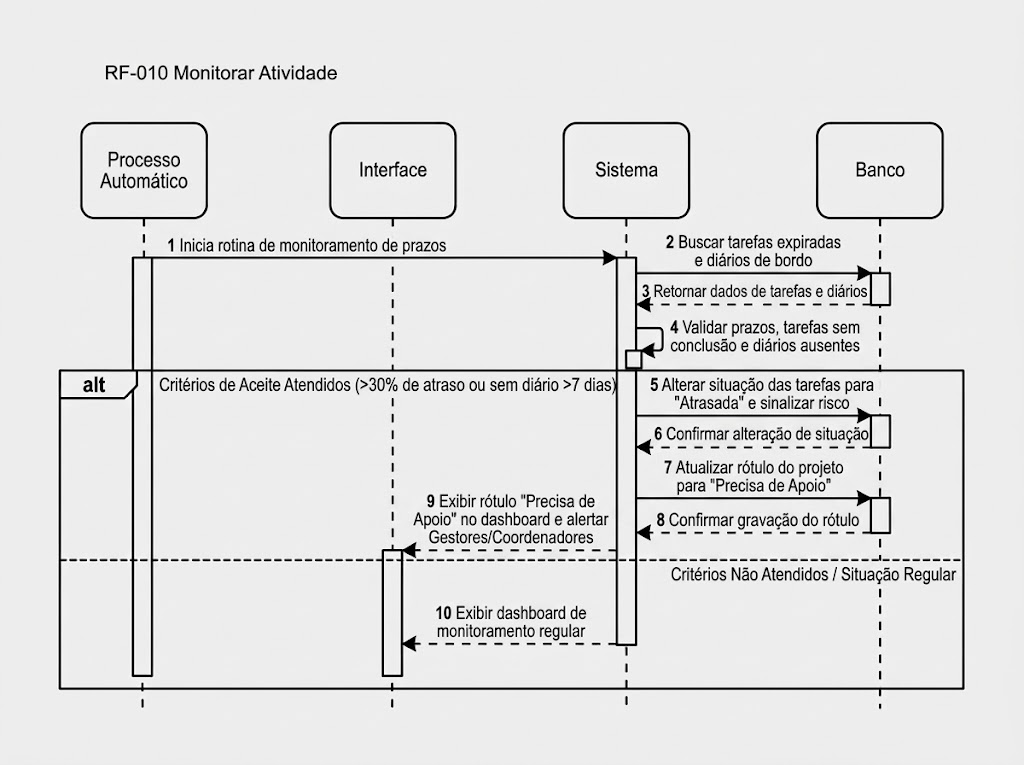 RF-010 Monitorar Atividade
Processo
Automático
Interface
Sistema
Banco
1 Inicia rotina de monitoramento de prazos
2 Buscar tarefas expiradas
e diários de bordo
3 Retornar dados de tarefas e diários
4 Validar prazos, tarefas sem
conclusão e diários ausentes
alt
Critérios de Aceite Atendidos (>30% de atraso ou sem diário >7 dias)
5 Alterar situação das tarefas para
"Atrasada" e sinalizar risco
6 Confirmar alteração de situação
7 Atualizar rótulo do projeto
para "Precisa de Apoio"
8 Confirmar gravação do rótulo
9 Exibir rótulo "Precisa de
Apoio" no dashboard e alertar
Gestores/Coordenadores
Critérios Não Atendidos / Situação Regular
10 Exibir dashboard de
monitoramento regular